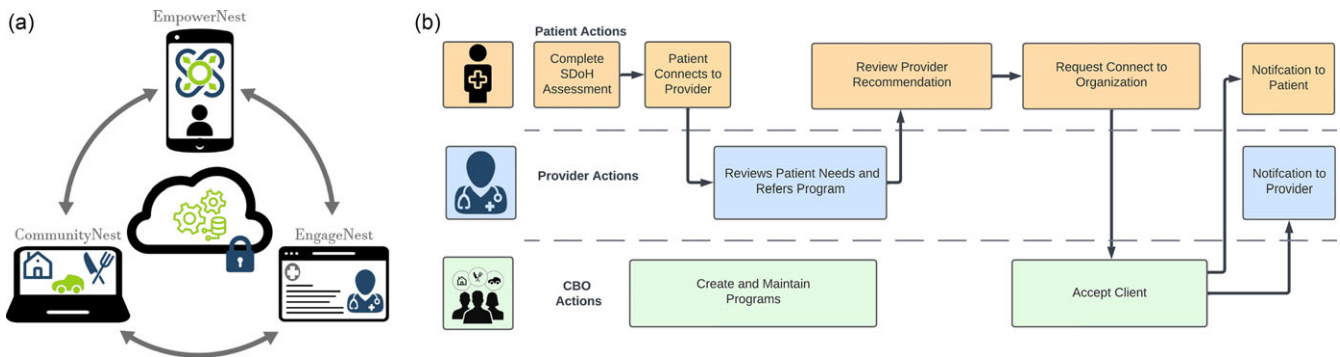 (a)
EmpowerNest
CommunityNest
EngageNest
(b)
Patient Actions
Complete
SDoH
Assessment
Patient
Connects to
Provider
Review Provider
Recommendation
Request Connect to
Organization
Notifcation to
Patient
Provider Actions
Reviews Patient Needs and
Refers Program
Notifcation to
Provider
CBO
Actions
Create and Maintain
Programs
Accept Client